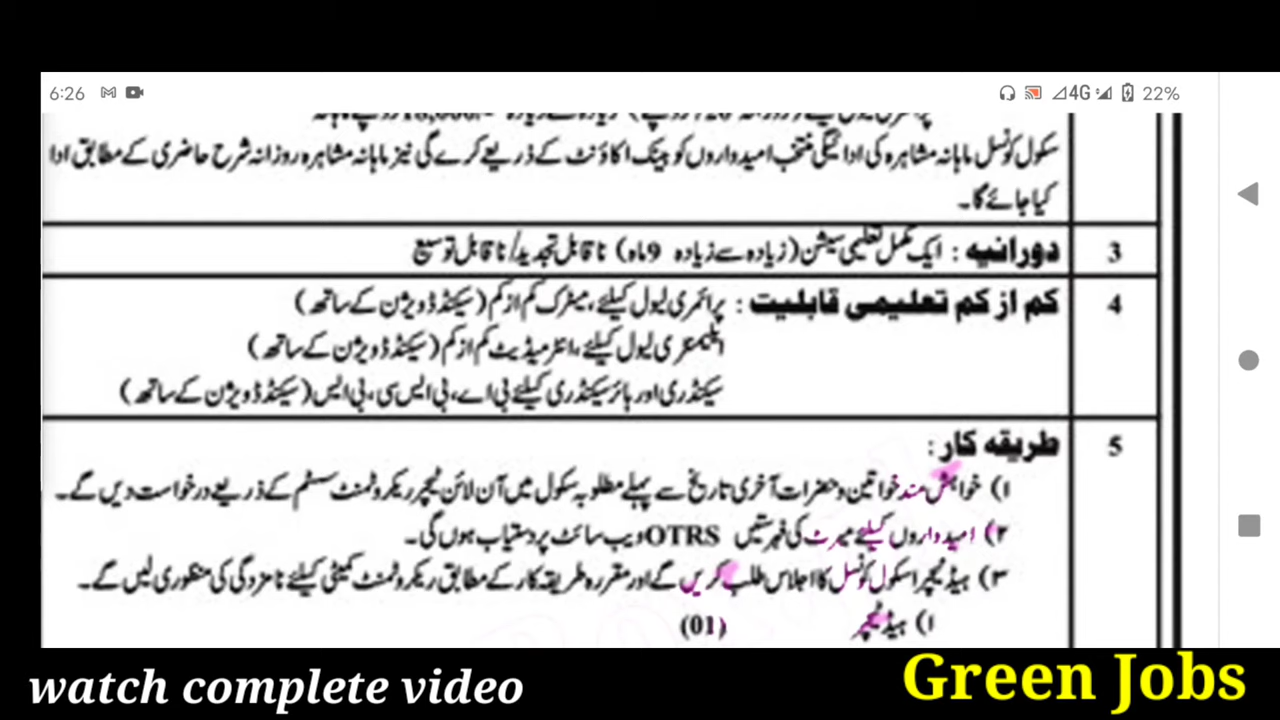 6:26 4G 22%
18,000/-
سکول کونسل ماہانہ مشاہرہ کی ادائیگی منتخب امیدواروں کو بینک اکاؤنٹ کے ذریعے کرے گی نیز ماہانہ مشاہرہ روزانہ شرح حاضری کے مطابق ادا
کیا جائے گا۔
3 دورانیہ : ایک مکمل تعلیمی سیشن (زیادہ سے زیادہ 9 ماہ) ناقابل تجدید/ناقابل توسیع
4 کم از کم تعلیمی قابلیت : پرائمری لیول کیلئے، میٹرک کم از کم (سیکنڈ ڈویژن کے ساتھ)
ایلیمنٹری لیول کیلئے، انٹرمیڈیٹ کم از کم (سیکنڈ ڈویژن کے ساتھ)
سیکنڈری اور ہائر سیکنڈری کیلئے بی اے، بی ایس سی، بی ایس (سیکنڈ ڈویژن کے ساتھ)
5 طریقہ کار :
۱) خواہش مند خواتین و حضرات آخری تاریخ سے پہلے مطلوبہ سکول میں آن لائن ٹیچر ریکروٹمنٹ سسٹم کے ذریعے درخواست دیں گے۔
۲) امیدواروں کیلئے میرٹ کی فہرستیں OTRS ویب سائٹ پر دستیاب ہوں گی۔
۳) ہیڈ ٹیچر اسکول کونسل کا اجلاس طلب کریں گے اور مقررہ طریقہ کار کے مطابق ریکروٹمنٹ کمیٹی کیلئے نامزدگی کی منظوری لیں گے۔
۱) ہیڈ ٹیچر (01)
watch complete video
Green Jobs